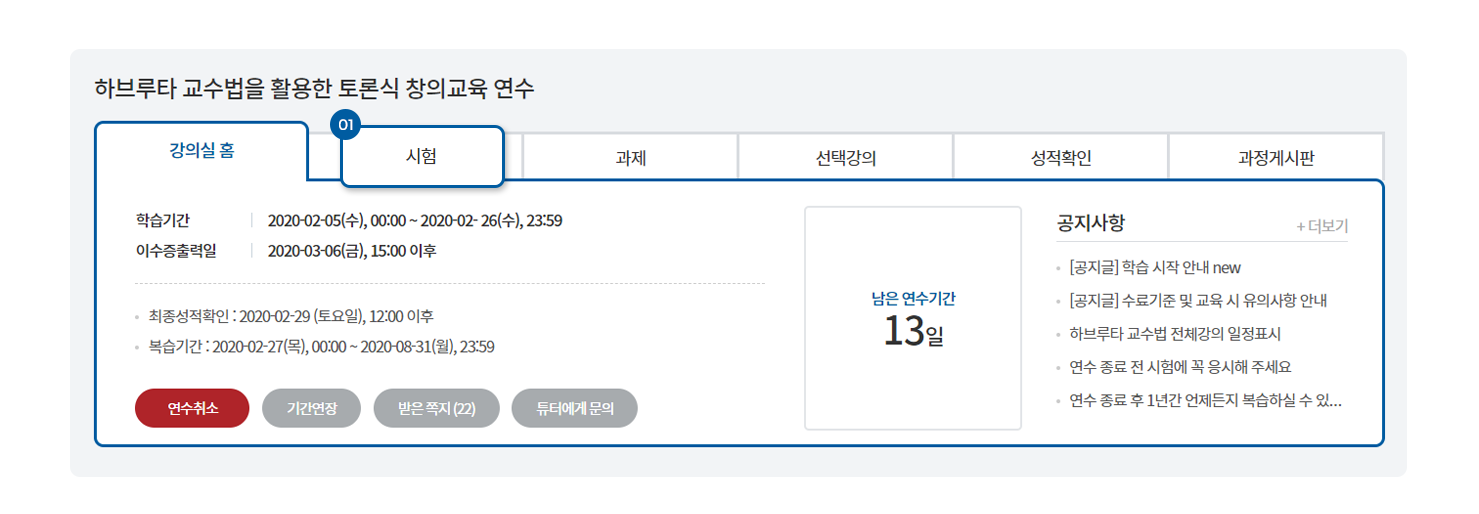 하브루타 교수법을 활용한 토론식 창의교육 연수
01
강의실 홈
시험
과제
선택강의
성적확인
과정게시판
학습기간 2020-02-05(수), 00:00 ~ 2020-02- 26(수), 23:59
이수증출력일 2020-03-06(금), 15:00 이후
최종성적확인 : 2020-02-29 (토요일), 12:00 이후
복습기간 : 2020-02-27(목), 00:00 ~ 2020-08-31(월), 23:59
연수취소
기간연장
받은 쪽지 (22)
튜터에게 문의
남은 연수기간
13일
공지사항
+ 더보기
[공지글] 학습 시작 안내 new
[공지글] 수료기준 및 교육 시 유의사항 안내
하브루타 교수법 전체강의 일정표시
연수 종료 전 시험에 꼭 응시해 주세요
연수 종료 후 1년간 언제든지 복습하실 수 있...